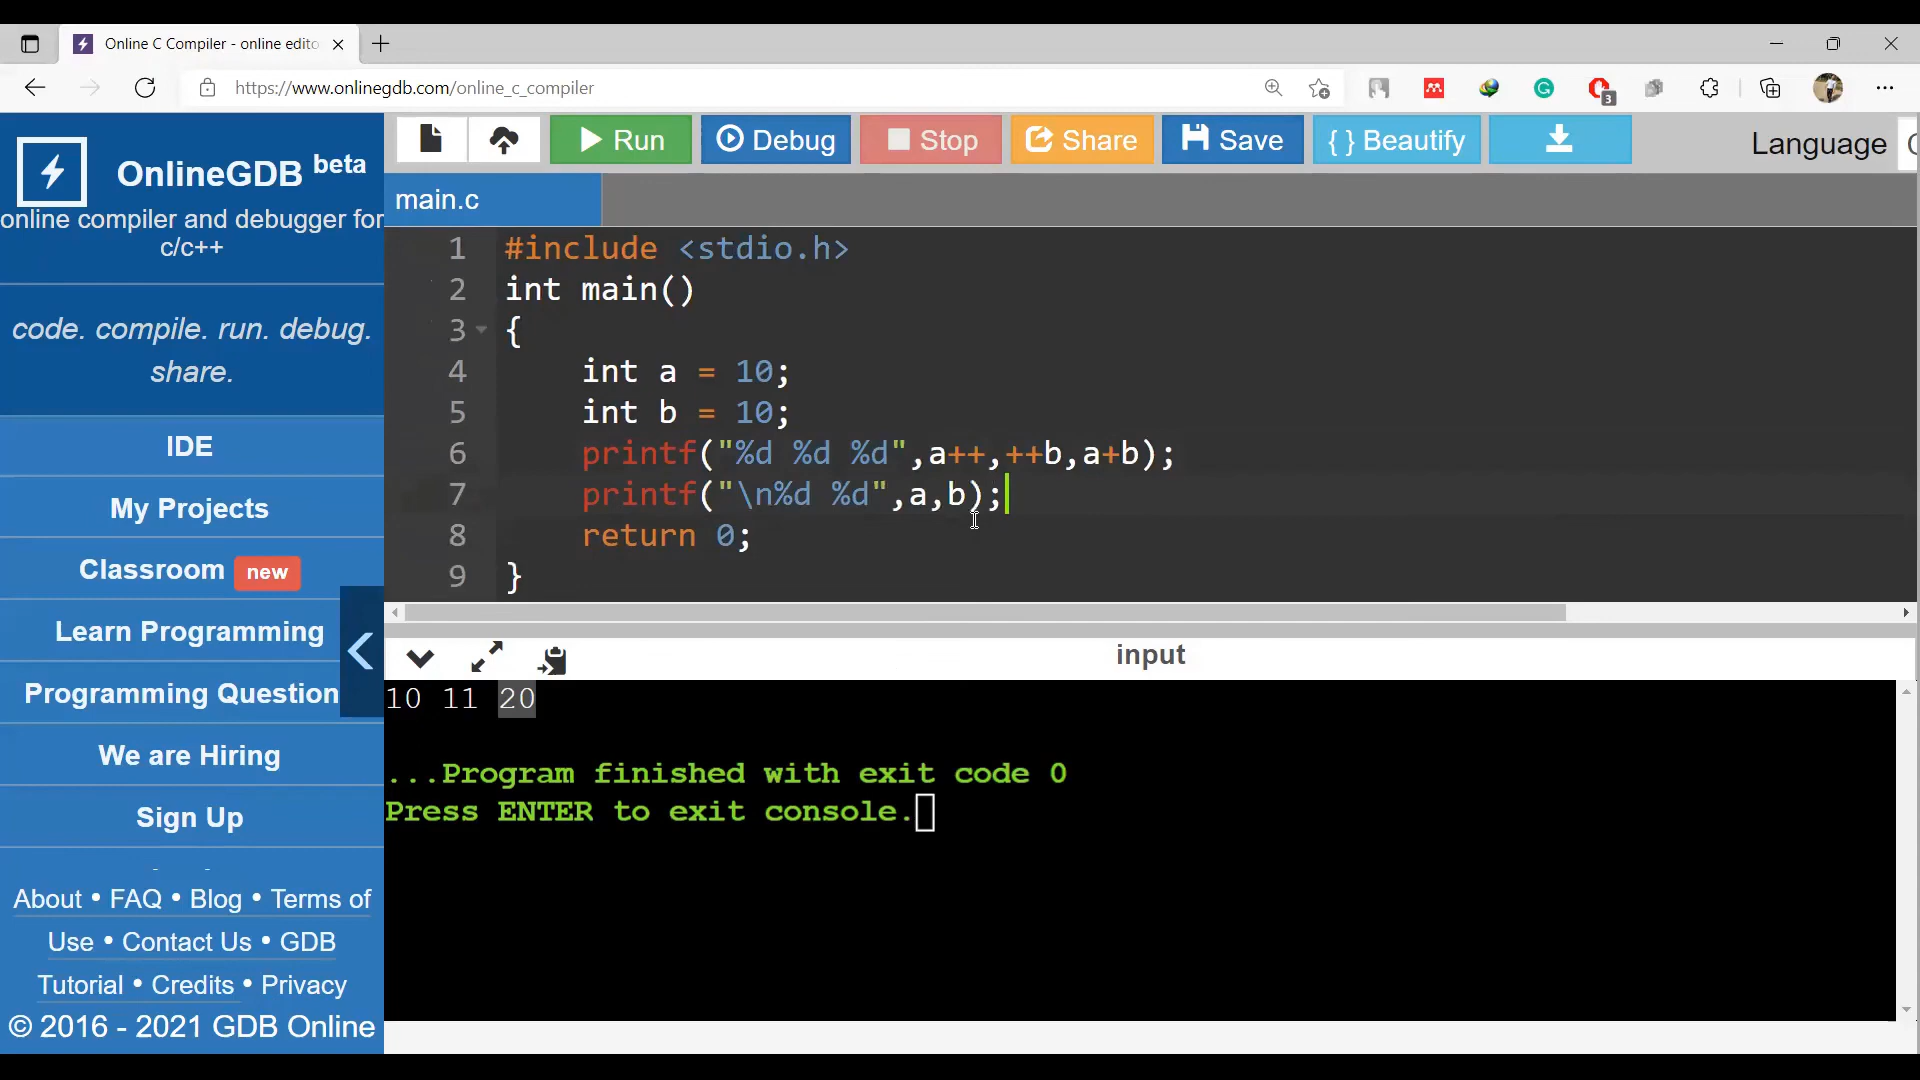 Online C Compiler - online edito
https://www.onlinegdb.com/online_c_compiler
3
OnlineGDB beta
online compiler and debugger for
c/c++
code. compile. run. debug.
share.
IDE
My Projects
Classroom new
Learn Programming
Programming Question
We are Hiring
Sign Up
About • FAQ • Blog • Terms of
Use • Contact Us • GDB
Tutorial • Credits • Privacy
© 2016 - 2021 GDB Online
Run Debug Stop Share Save { } Beautify Language
main.c
1 #include <stdio.h>
2 int main()
3 {
4 int a = 10;
5 int b = 10;
6 printf("%d %d %d",a++,++b,a+b);
7 printf("\n%d %d",a,b);
8 return 0;
9 }
input
10 11 20
...Program finished with exit code 0
Press ENTER to exit console.